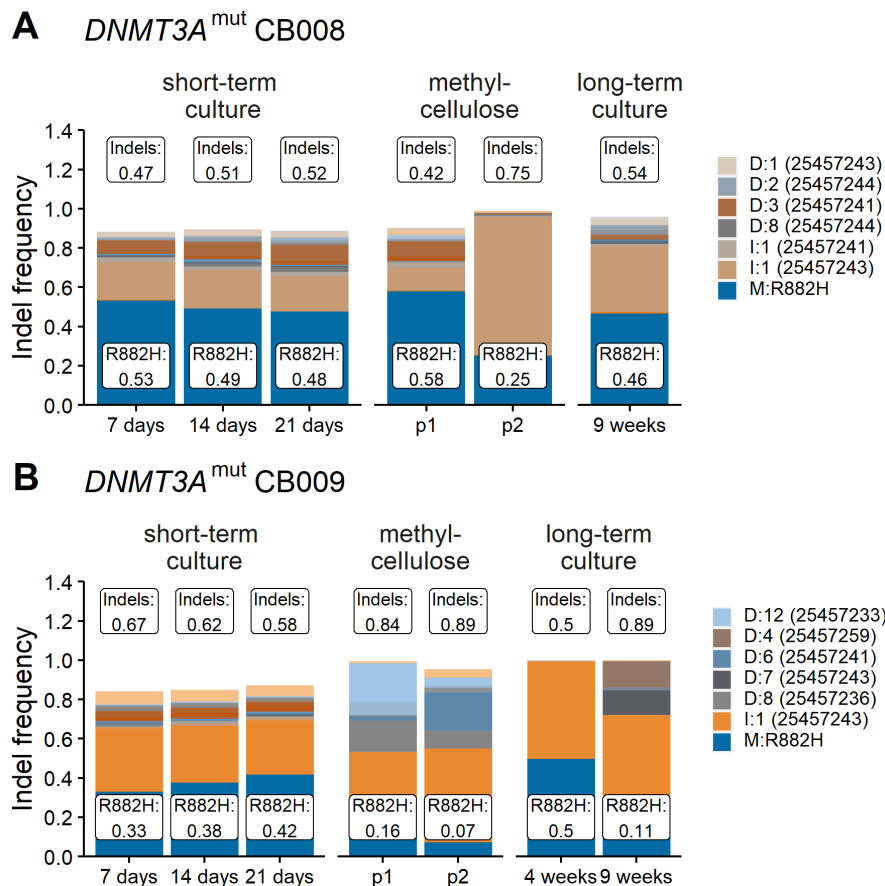 A DNMT3A mut CB008
short-term culture
methyl-cellulose
long-term culture
Indels: 0.47
Indels: 0.51
Indels: 0.52
Indels: 0.42
Indels: 0.75
Indels: 0.54
Indel frequency
1.4
1.2
1.0
0.8
0.6
0.4
0.2
0.0
R882H: 0.53
R882H: 0.49
R882H: 0.48
R882H: 0.58
R882H: 0.25
R882H: 0.46
7 days
14 days
21 days
p1
p2
9 weeks
D:1 (25457243)
D:2 (25457244)
D:3 (25457241)
D:8 (25457244)
I:1 (25457241)
I:1 (25457243)
M:R882H
B DNMT3A mut CB009
short-term culture
methyl-cellulose
long-term culture
Indels: 0.67
Indels: 0.62
Indels: 0.58
Indels: 0.84
Indels: 0.89
Indels: 0.5
Indels: 0.89
Indel frequency
1.4
1.2
1.0
0.8
0.6
0.4
0.2
0.0
R882H: 0.33
R882H: 0.38
R882H: 0.42
R882H: 0.16
R882H: 0.07
R882H: 0.5
R882H: 0.11
7 days
14 days
21 days
p1
p2
4 weeks
9 weeks
D:12 (25457233)
D:4 (25457259)
D:6 (25457241)
D:7 (25457243)
D:8 (25457236)
I:1 (25457243)
M:R882H